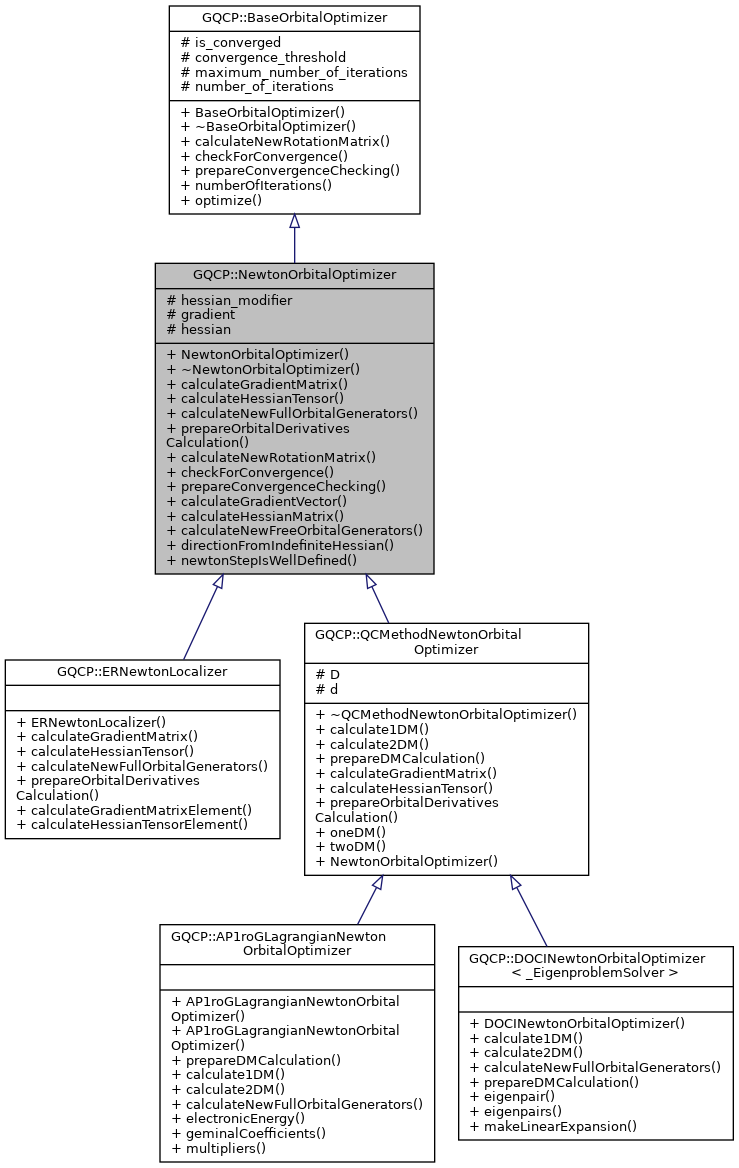 GQCP::BaseOrbitalOptimizer
# is_converged
# convergence_threshold
# maximum_number_of_iterations
# number_of_iterations
+ BaseOrbitalOptimizer()
+ ~BaseOrbitalOptimizer()
+ calculateNewRotationMatrix()
+ checkForConvergence()
+ prepareConvergenceChecking()
+ numberOfIterations()
+ optimize()
GQCP::NewtonOrbitalOptimizer
# hessian_modifier
# gradient
# hessian
+ NewtonOrbitalOptimizer()
+ ~NewtonOrbitalOptimizer()
+ calculateGradientMatrix()
+ calculateHessianTensor()
+ calculateNewFullOrbitalGenerators()
+ prepareOrbitalDerivatives
Calculation()
+ calculateNewRotationMatrix()
+ checkForConvergence()
+ prepareConvergenceChecking()
+ calculateGradientVector()
+ calculateHessianMatrix()
+ calculateNewFreeOrbitalGenerators()
+ directionFromIndefiniteHessian()
+ newtonStepIsWellDefined()
GQCP::ERNewtonLocalizer
+ ERNewtonLocalizer()
+ calculateGradientMatrix()
+ calculateHessianTensor()
+ calculateNewFullOrbitalGenerators()
+ prepareOrbitalDerivatives
Calculation()
+ calculateGradientMatrixElement()
+ calculateHessianTensorElement()
GQCP::QCMethodNewtonOrbital
Optimizer
# D
# d
+ ~QCMethodNewtonOrbitalOptimizer()
+ calculate1DM()
+ calculate2DM()
+ prepareDMCalculation()
+ calculateGradientMatrix()
+ calculateHessianTensor()
+ prepareOrbitalDerivatives
Calculation()
+ oneDM()
+ twoDM()
+ NewtonOrbitalOptimizer()
GQCP::AP1roGLagrangianNewton
OrbitalOptimizer
+ AP1roGLagrangianNewtonOrbital
Optimizer()
+ AP1roGLagrangianNewtonOrbital
Optimizer()
+ prepareDMCalculation()
+ calculate1DM()
+ calculate2DM()
+ calculateNewFullOrbitalGenerators()
+ electronicEnergy()
+ geminalCoefficients()
+ multipliers()
GQCP::DOCINewtonOrbitalOptimizer
< _EigenproblemSolver >
+ DOCINewtonOrbitalOptimizer()
+ calculate1DM()
+ calculate2DM()
+ calculateNewFullOrbitalGenerators()
+ prepareDMCalculation()
+ eigenpair()
+ eigenpairs()
+ makeLinearExpansion()